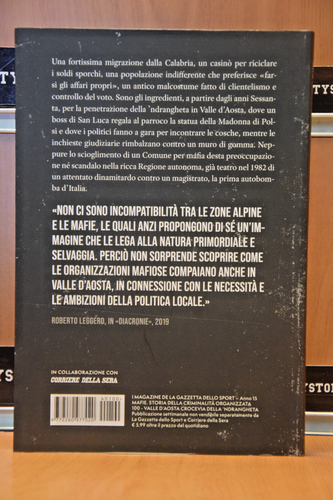 Una fortissima migrazione dalla Calabria, un casinò per riciclare
i soldi sporchi, una popolazione indifferente che preferisce «far-
si gli affari propri», un antico malcostume fatto di clientelismo e
controllo del voto. Sono gli ingredienti, a partire dagli anni Sessan-
ta, per la penetrazione della 'ndrangheta in Valle d'Aosta, dove un
boss di San Luca regala al parroco la statua della Madonna di Pol-
si e dove i politici fanno a gara per incontrare le cosche, mentre le
inchieste giudiziarie rimbalzano contro un muro di gomma. Nep-
pure lo scioglimento di un Comune per mafia desta preoccupazio-
ne né scandalo nella ricca Regione autonoma, già teatro nel 1982 di
un attentato dinamitardo contro un magistrato, la prima autobom-
ba d'Italia.
«NON CI SONO INCOMPATIBILITÀ TRA LE ZONE ALPINE
E LE MAFIE, LE QUALI ANZI PROPONGONO DI SÉ UN'IM-
MAGINE CHE LE LEGA ALLA NATURA PRIMORDIALE E
SELVAGGIA. PERCIÒ NON SORPRENDE SCOPRIRE COME
LE ORGANIZZAZIONI MAFIOSE COMPAIANO ANCHE IN
VALLE D'AOSTA, IN CONNESSIONE CON LE NECESSITÀ E
LE AMBIZIONI DELLA POLITICA LOCALE.»
ROBERTO LEGGÉRO, IN «DIACRONIE», 2019
IN COLLABORAZIONE CON
CORRIERE DELLA SERA
I MAGAZINE DE LA GAZZETTA DELLO SPORT - Anno 15
MAFIE. STORIA DELLA CRIMINALITÀ ORGANIZZATA
100 - VALLE D'AOSTA CROCEVIA DELLA 'NDRANGHETA
Pubblicazione settimanale non vendibile separatamente da
La Gazzetta dello Sport e Corriere della Sera
€ 5,99 oltre il prezzo del quotidiano